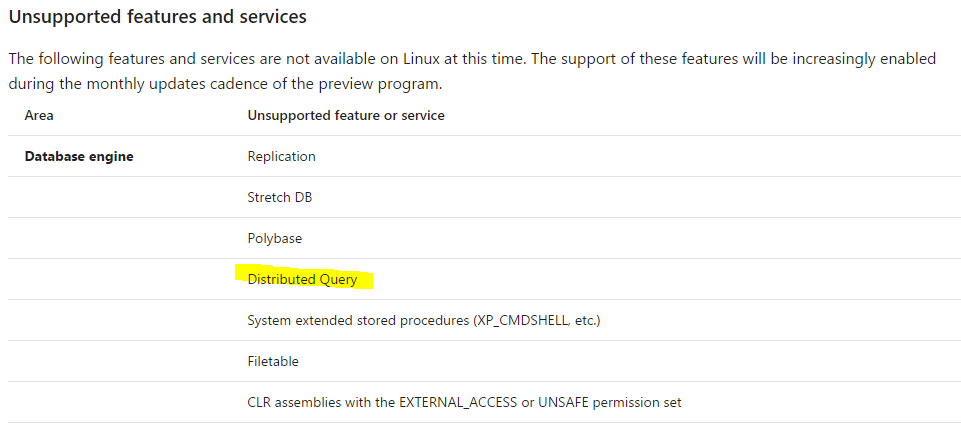 Unsupported features and services
The following features and services are not available on Linux at this time. The support of these features will be increasingly enabled
during the monthly updates cadence of the preview program.
Area Unsupported feature or service
Database engine Replication
Stretch DB
Polybase
Distributed Query
System extended stored procedures (XP_CMDSHELL, etc.)
Filetable
CLR assemblies with the EXTERNAL_ACCESS or UNSAFE permission set